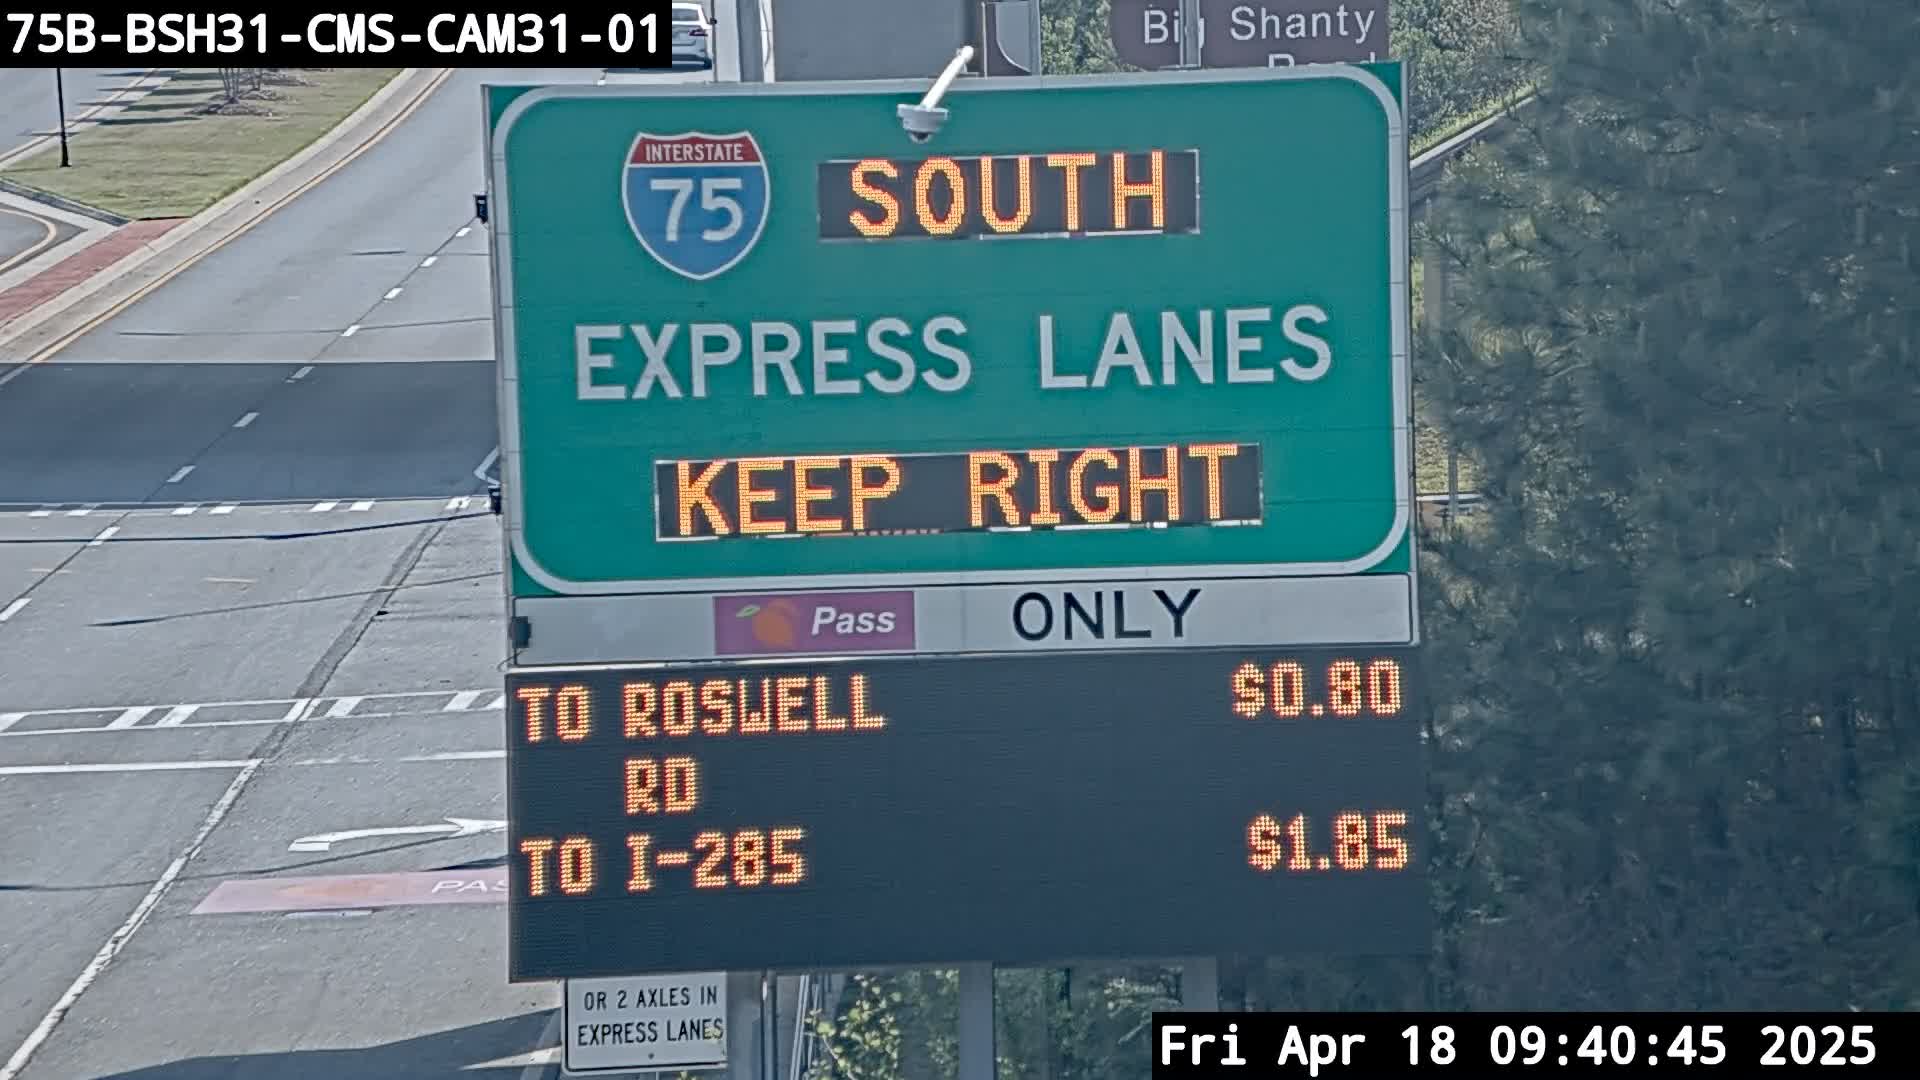 75B-BSH31-CMS-CAM31-01
Big Shanty
Road
INTERSTATE
75
SOUTH
EXPRESS LANES
KEEP RIGHT
Pass ONLY
TO ROSWELL $0.80
RD
TO I-285 $1.85
PAS
OR 2 AXLES IN
EXPRESS LANES
Fri Apr 18 09:40:45 2025